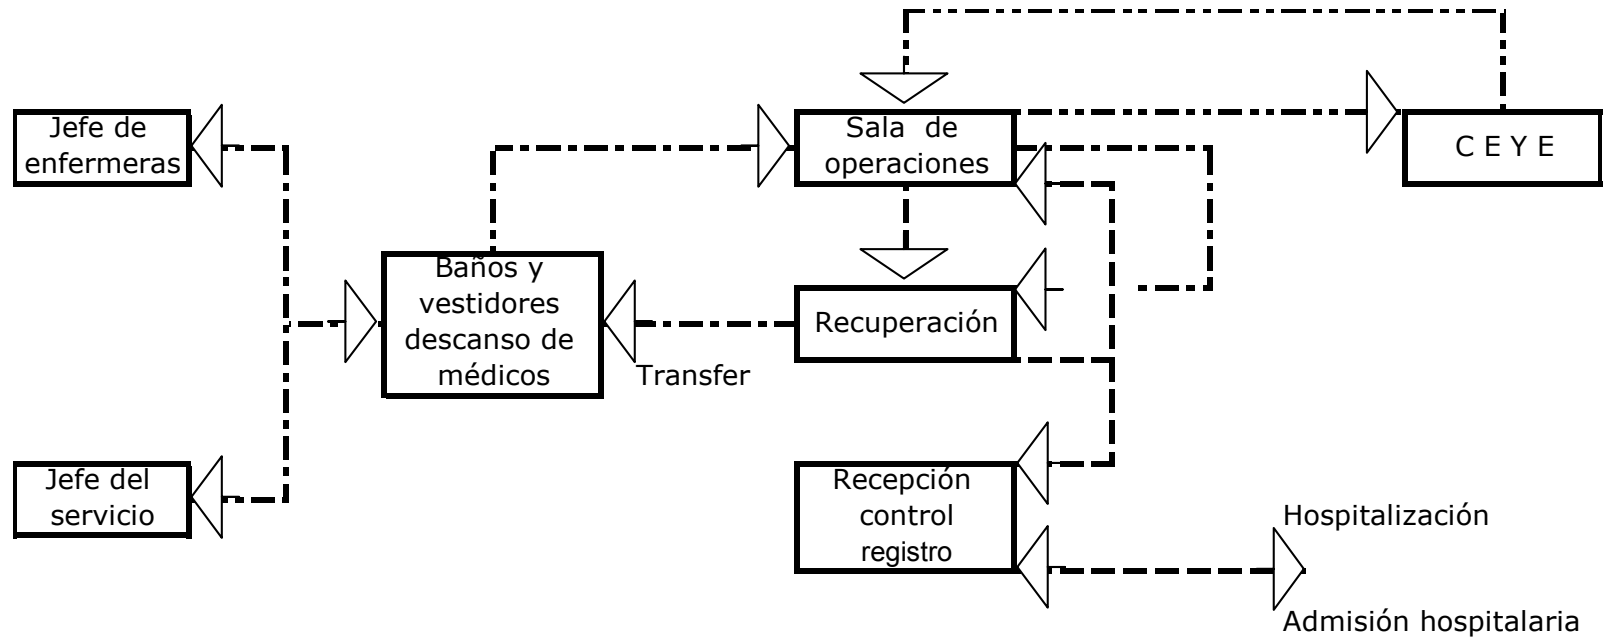 Jefe de
enfermeras
Sala de
operaciones
C E Y E
Baños y
vestidores
descanso de
médicos
Recuperación
Transfer
Jefe del
servicio
Recepción
control
registro
Hospitalización
Admisión hospitalaria